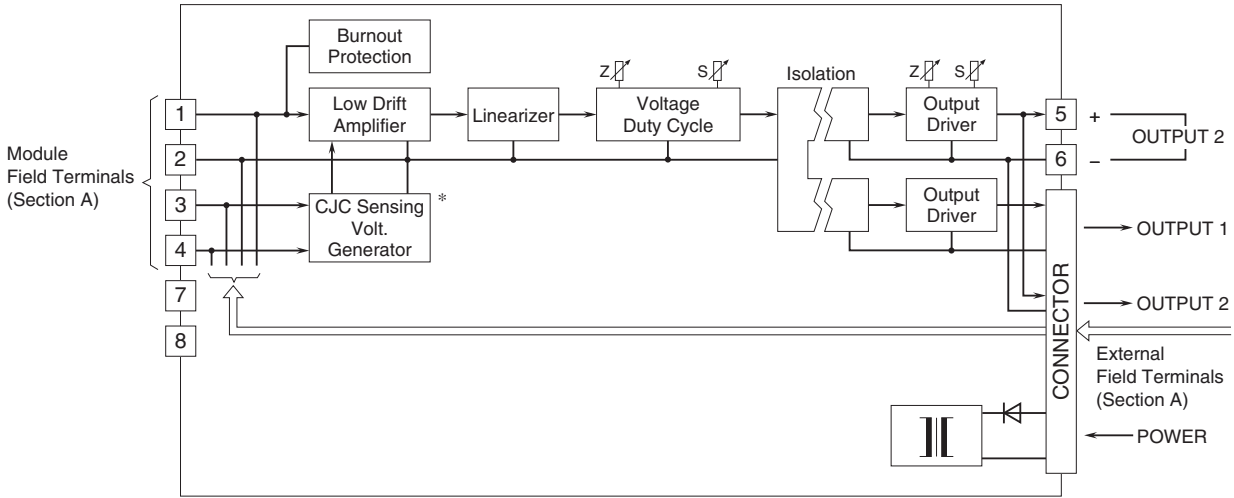 Burnout
Protection
Z
S
Isolation
Z
S
1
Low Drift
Amplifier
Linearizer
Voltage
Duty Cycle
Output
Driver
5
+
OUTPUT 2
Module
Field Terminals
(Section A)
2
6
–
3
CJC Sensing
Volt.
Generator
*
Output
Driver
OUTPUT 1
4
7
OUTPUT 2
8
CONNECTOR
External
Field Terminals
(Section A)
POWER